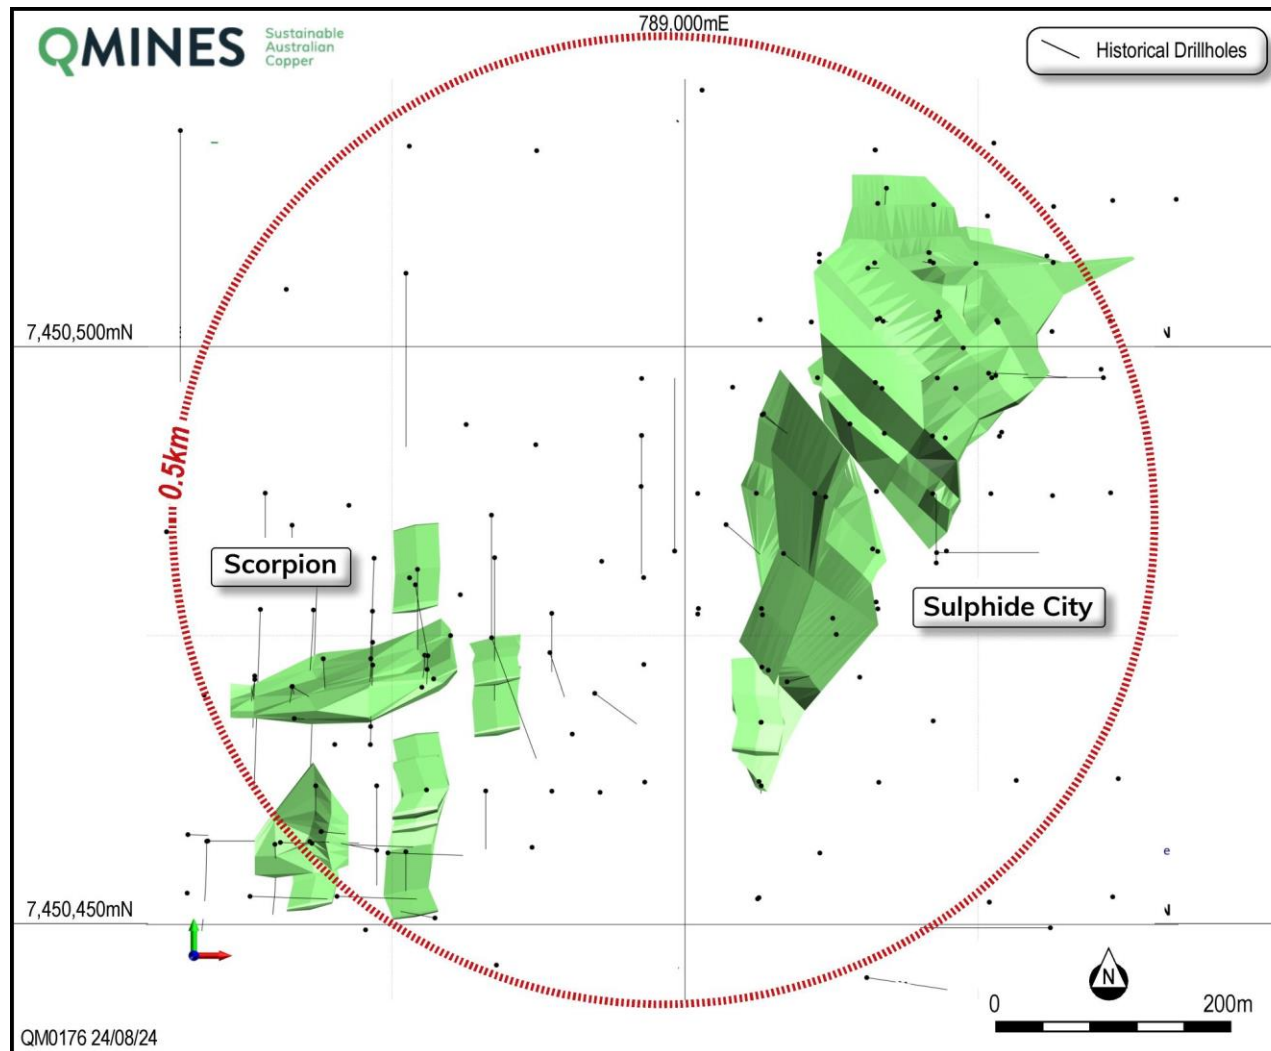 QMINES
Sustainable
Australian
Copper
789,000mE
Historical Drillholes
7,450,500mN
N
0.5km
Scorpion
Sulphide City
e
7,450,450mN
N
N
0
200m
QM0176 24/08/24